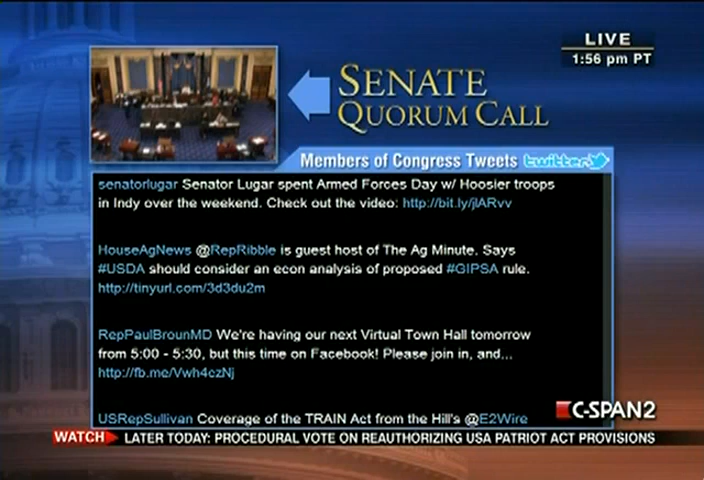 LIVE
1:56 pm PT
SENATE
QUORUM CALL
Members of Congress Tweets twitter
senatorlugar Senator Lugar spent Armed Forces Day w/ Hoosier troops
in Indy over the weekend. Check out the video: http://bit.ly/jlARvv
HouseAgNews @RepRibble is guest host of The Ag Minute. Says
#USDA should consider an econ analysis of proposed #GIPSA rule.
http://tinyurl.com/3d3du2m
RepPaulBrounMD We're having our next Virtual Town Hall tomorrow
from 5:00 - 5:30, but this time on Facebook! Please join in, and...
http://fb.me/Vwh4czNj
USRepSullivan Coverage of the TRAIN Act from the Hill's @E2Wire
C-SPAN2
WATCH LATER TODAY: PROCEDURAL VOTE ON REAUTHORIZING USA PATRIOT ACT PROVISIONS